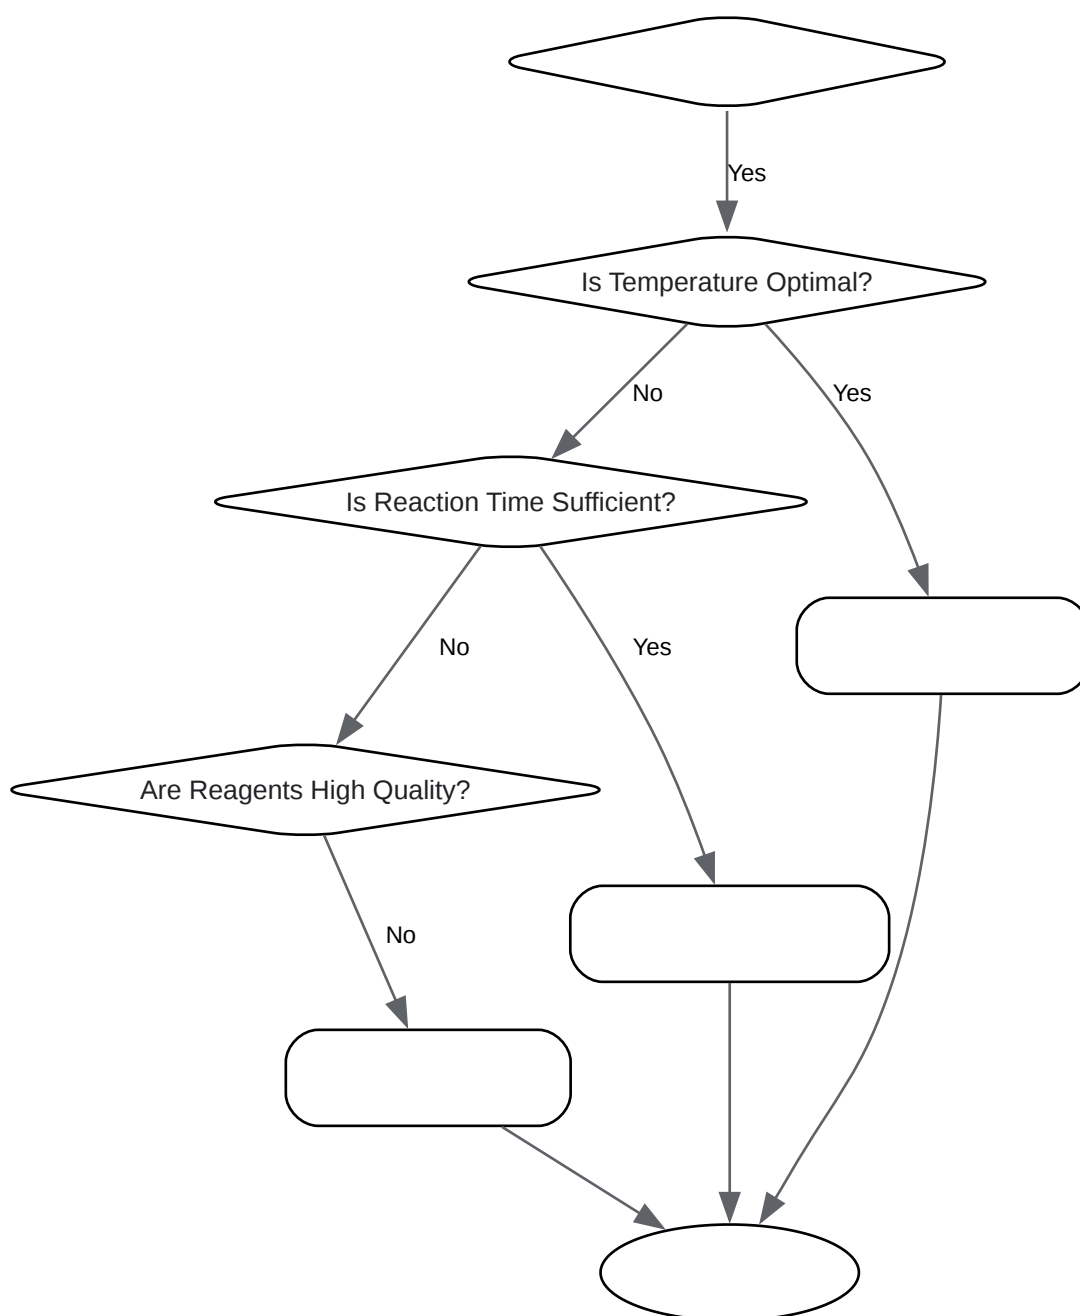 Yes
Is Temperature Optimal?
No
Yes
Is Reaction Time Sufficient?
No
Yes
Are Reagents High Quality?
No